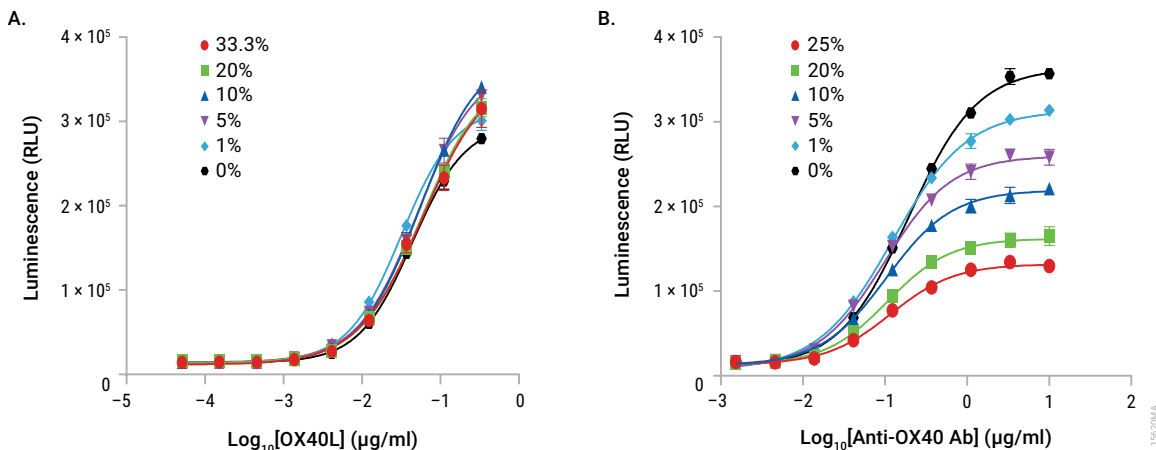 A.
4 × 10⁵
3 × 10⁵
2 × 10⁵
1 × 10⁵
0
Luminescence (RLU)
33.3%
20%
10%
5%
1%
0%
−5
−4
−3
−2
−1
0
Log₁₀[OX40L] (µg/ml)
B.
4 × 10⁵
3 × 10⁵
2 × 10⁵
1 × 10⁵
0
Luminescence (RLU)
25%
20%
10%
5%
1%
0%
−3
−2
−1
0
1
2
Log₁₀[Anti-OX40 Ab] (µg/ml)
15620MA